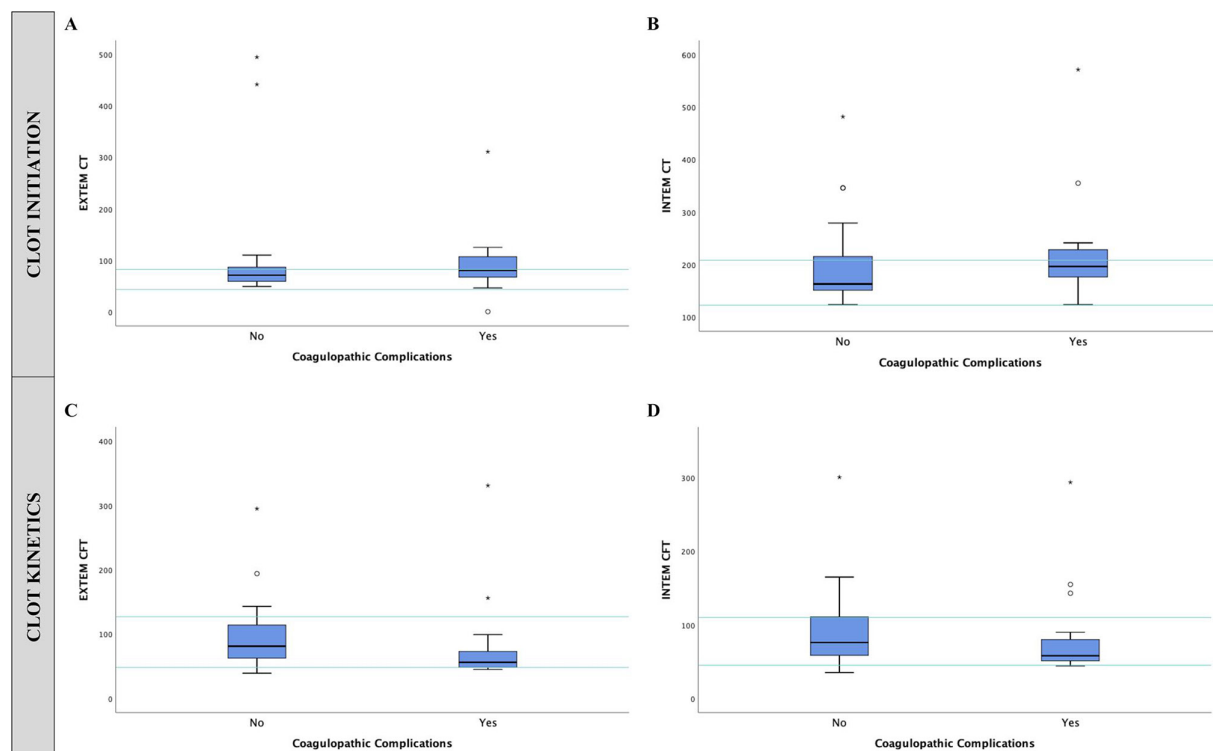 CLOT INITIATION
A
500
400
300
200
100
0
EXTEM CT
No
Yes
Coagulopathic Complications
B
600
500
400
300
200
100
INTEM CT
No
Yes
Coagulopathic Complications
CLOT KINETICS
C
400
300
200
100
0
EXTEM CFT
No
Yes
Coagulopathic Complications
D
300
200
100
0
INTEM CFT
No
Yes
Coagulopathic Complications